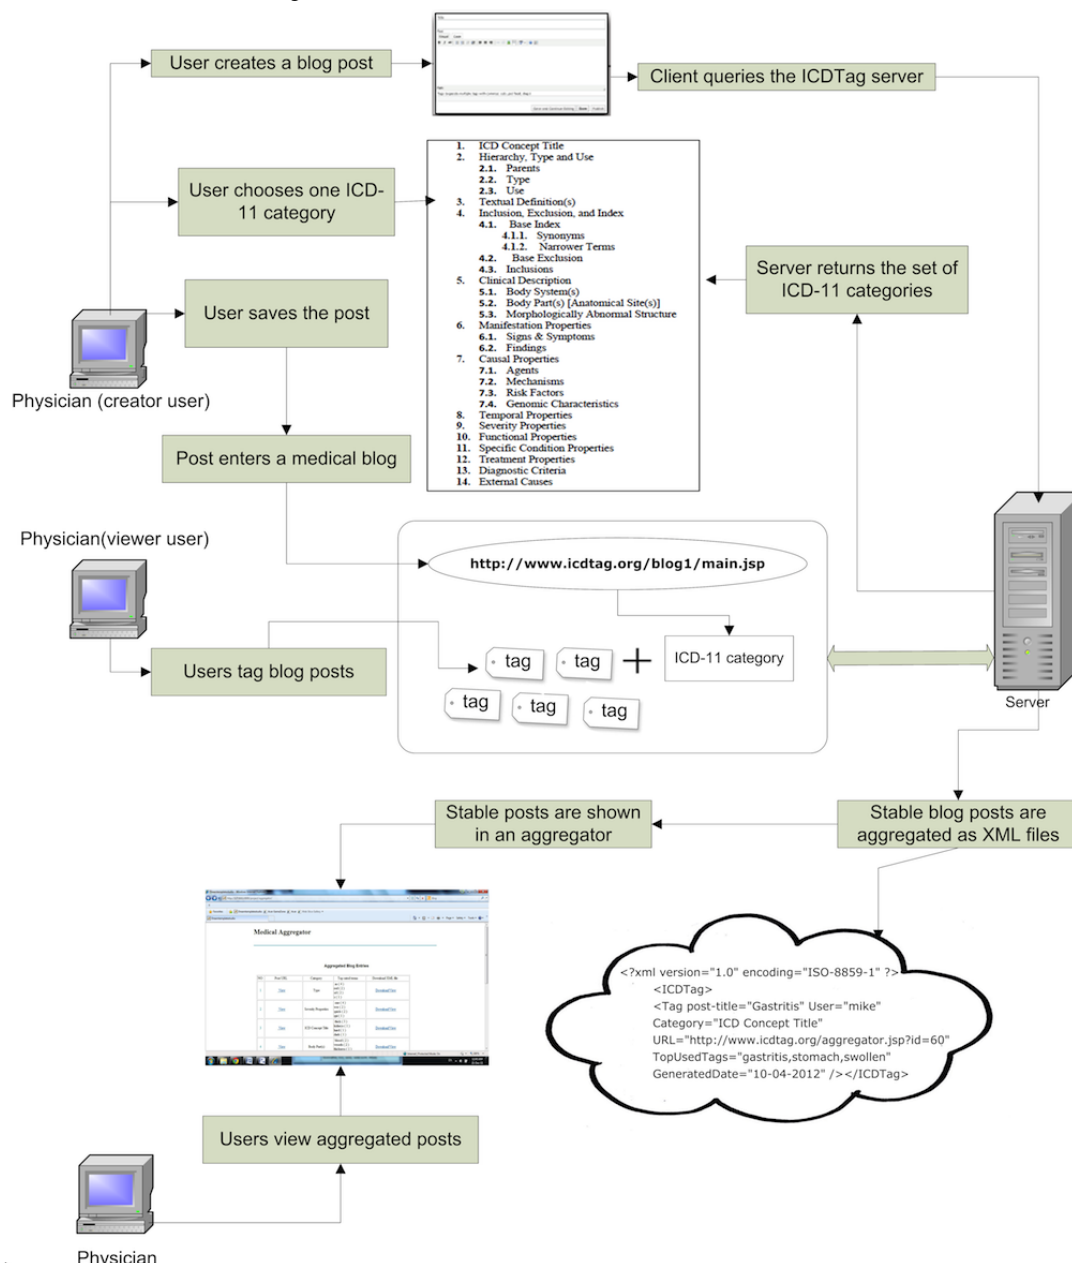 User creates a blog post
Client queries the ICDTag server
User chooses one ICD-
11 category
1. ICD Concept Title
2. Hierarchy, Type and Use
2.1. Parents
2.2. Type
2.3. Use
3. Textual Definition(s)
4. Inclusion, Exclusion, and Index
4.1. Base Index
4.1.1. Synonyms
4.1.2. Narrower Terms
4.2. Base Exclusion
4.3. Inclusions
5. Clinical Description
5.1. Body System(s)
5.2. Body Part(s) [Anatomical Site(s)]
5.3. Morphologically Abnormal Structure
6. Manifestation Properties
6.1. Signs & Symptoms
6.2. Findings
7. Causal Properties
7.1. Agents
7.2. Mechanisms
7.3. Risk Factors
7.4. Genomic Characteristics
8. Temporal Properties
9. Severity Properties
10. Functional Properties
11. Specific Condition Properties
12. Treatment Properties
13. Diagnostic Criteria
14. External Causes
Server returns the set of
ICD-11 categories
User saves the post
Physician (creator user)
Post enters a medical blog
Physician(viewer user)
http://www.icdtag.org/blog1/main.jsp
Users tag blog posts
tag
tag
+
ICD-11 category
tag
tag
tag
Server
Stable posts are shown
in an aggregator
Stable blog posts are
aggregated as XML files
Medical Aggregator
Aggregated Blog Entries
<?xml version="1.0" encoding="ISO-8859-1" ?>
<ICDTag>
<Tag post-title="Gastritis" User="mike"
Category="ICD Concept Title"
URL="http://www.icdtag.org/aggregator.jsp?id=60"
TopUsedTags="gastritis,stomach,swollen"
GeneratedDate="10-04-2012" /></ICDTag>
Users view aggregated posts
Physician